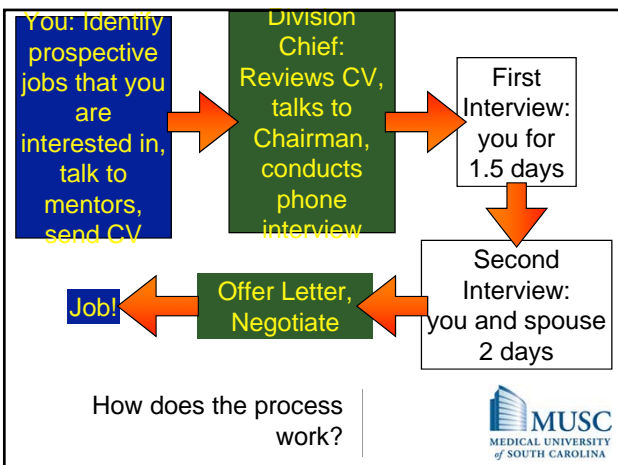 You: Identify
prospective
jobs that you
are
interested in,
talk to
mentors,
send CV
Division
Chief:
Reviews CV,
talks to
Chairman,
conducts
phone
interview
First
Interview:
you for
1.5 days
Second
Interview:
you and spouse
2 days
Offer Letter,
Negotiate
Job!
How does the process
work?
MUSC
MEDICAL UNIVERSITY
of SOUTH CAROLINA